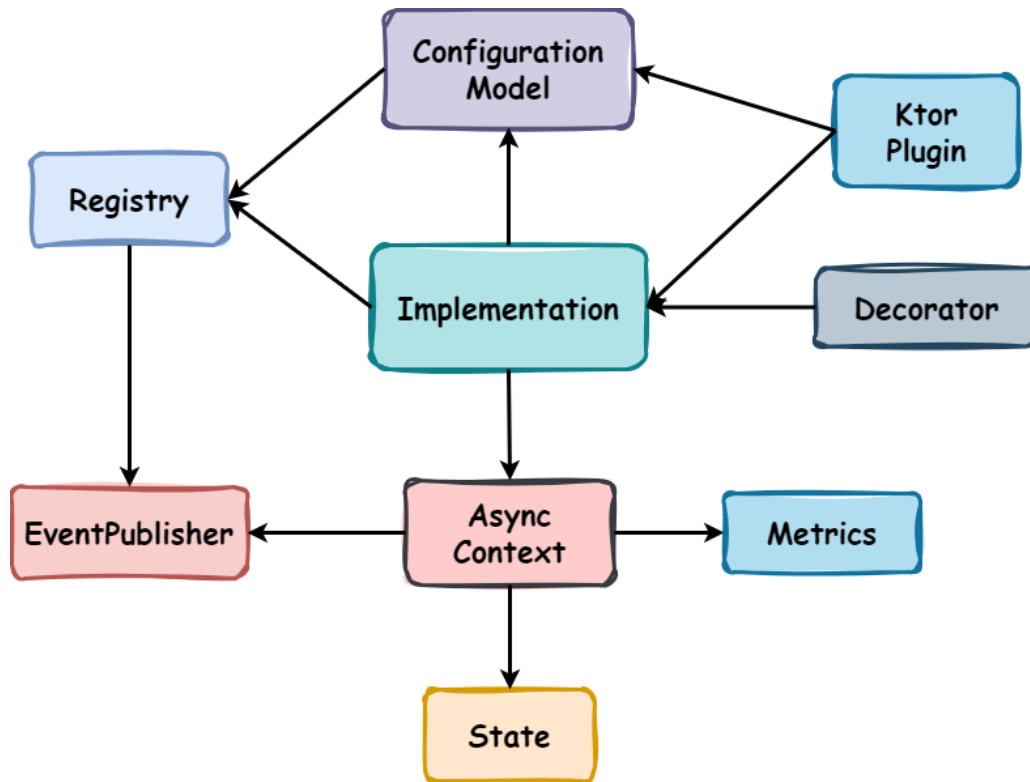 Configuration
Model
Ktor
Plugin
Registry
Implementation
Decorator
EventPublisher
Async
Context
Metrics
State